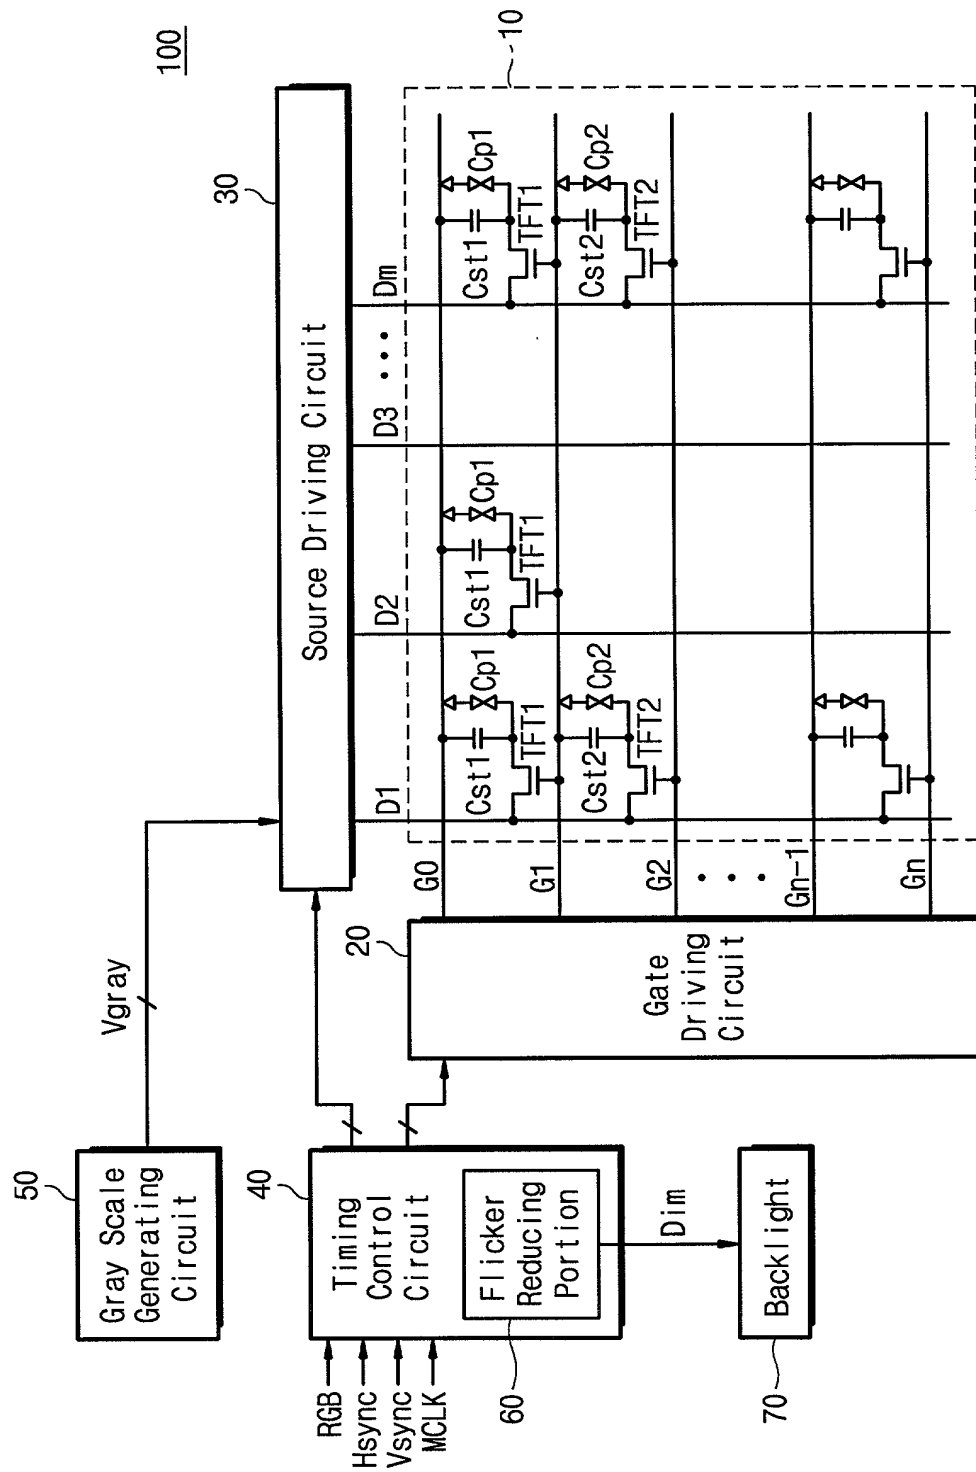 100
50
Gray Scale
Generating
Circuit
Vgray
30
Source Driving Circuit
RGB
Hsync
Vsync
MCLK
40
Timing
Control
Circuit
60
Flicker
Reducing
Portion
Dim
70
Backlight
20
Gate
Driving
Circuit
D1
D2
D3
• • •
Dm
10
G0
Cst1
Cp1
TFT1
Cst1
Cp1
TFT1
Cst1
Cp1
TFT1
G1
Cst2
Cp2
TFT2
Cst2
Cp2
TFT2
G2
• • •
Gn-1
Gn